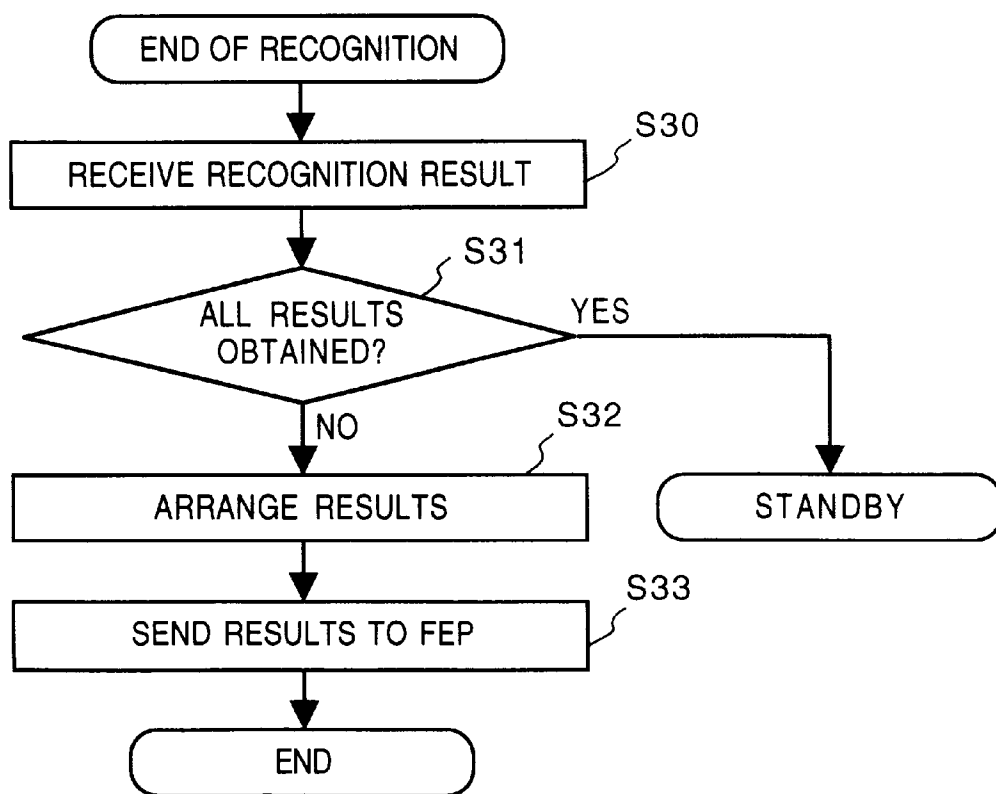 END OF RECOGNITION
S30
RECEIVE RECOGNITION RESULT
S31
ALL RESULTS
OBTAINED?
YES
NO
S32
ARRANGE RESULTS
STANDBY
S33
SEND RESULTS TO FEP
END